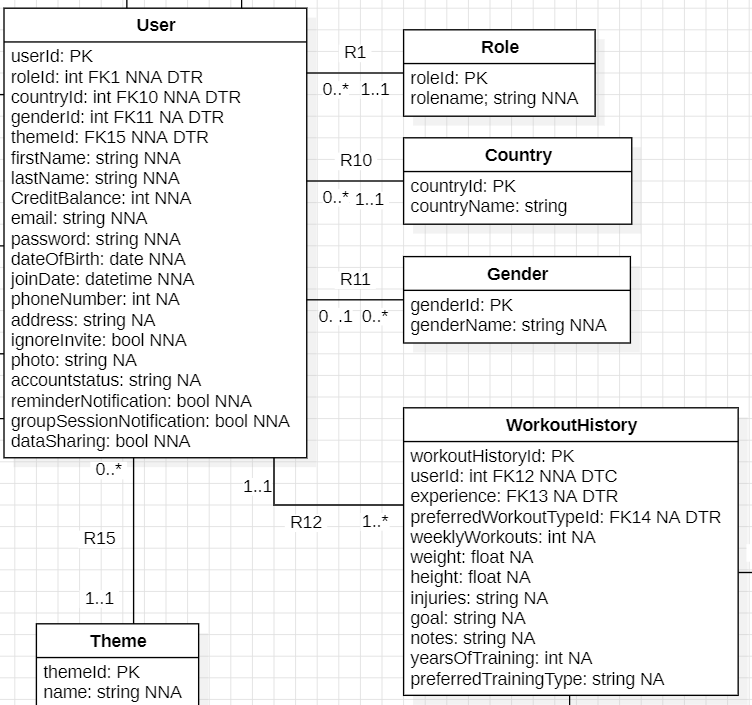 User
userId: PK
roleId: int FK1 NNA DTR
countryId: int FK10 NNA DTR
genderId: int FK11 NA DTR
themeId: FK15 NNA DTR
firstName: string NNA
lastName: string NNA
CreditBalance: int NNA
email: string NNA
password: string NNA
dateOfBirth: date NNA
joinDate: datetime NNA
phoneNumber: int NA
address: string NA
ignoreInvite: bool NNA
photo: string NA
accountstatus: string NA
reminderNotification: bool NNA
groupSessionNotification: bool NNA
dataSharing: bool NNA
R1
0..* 1..1
Role
roleId: PK
rolename; string NNA
R10
0..* 1..1
Country
countryId: PK
countryName: string
R11
0. .1 0..*
Gender
genderId: PK
genderName: string NNA
0..*
R15
1..1
1..1
R12
1..*
WorkoutHistory
workoutHistoryId: PK
userId: int FK12 NNA DTC
experience: FK13 NA DTR
preferredWorkoutTypeId: FK14 NA DTR
weeklyWorkouts: int NA
weight: float NA
height: float NA
injuries: string NA
goal: string NA
notes: string NA
yearsOfTraining: int NA
preferredTrainingType: string NA
Theme
themeId: PK
name: string NNA